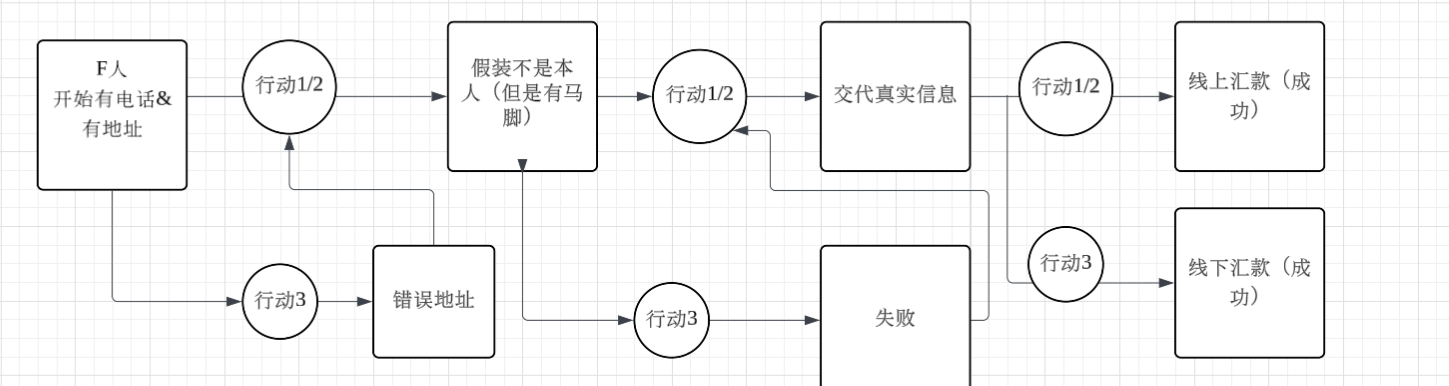 F人
开始有电话&
有地址
行动1/2
假装不是本
人（但是有马
脚）
行动1/2
交代真实信息
行动1/2
线上汇款（成
功）
行动3
错误地址
行动3
失败
行动3
线下汇款（成
功）